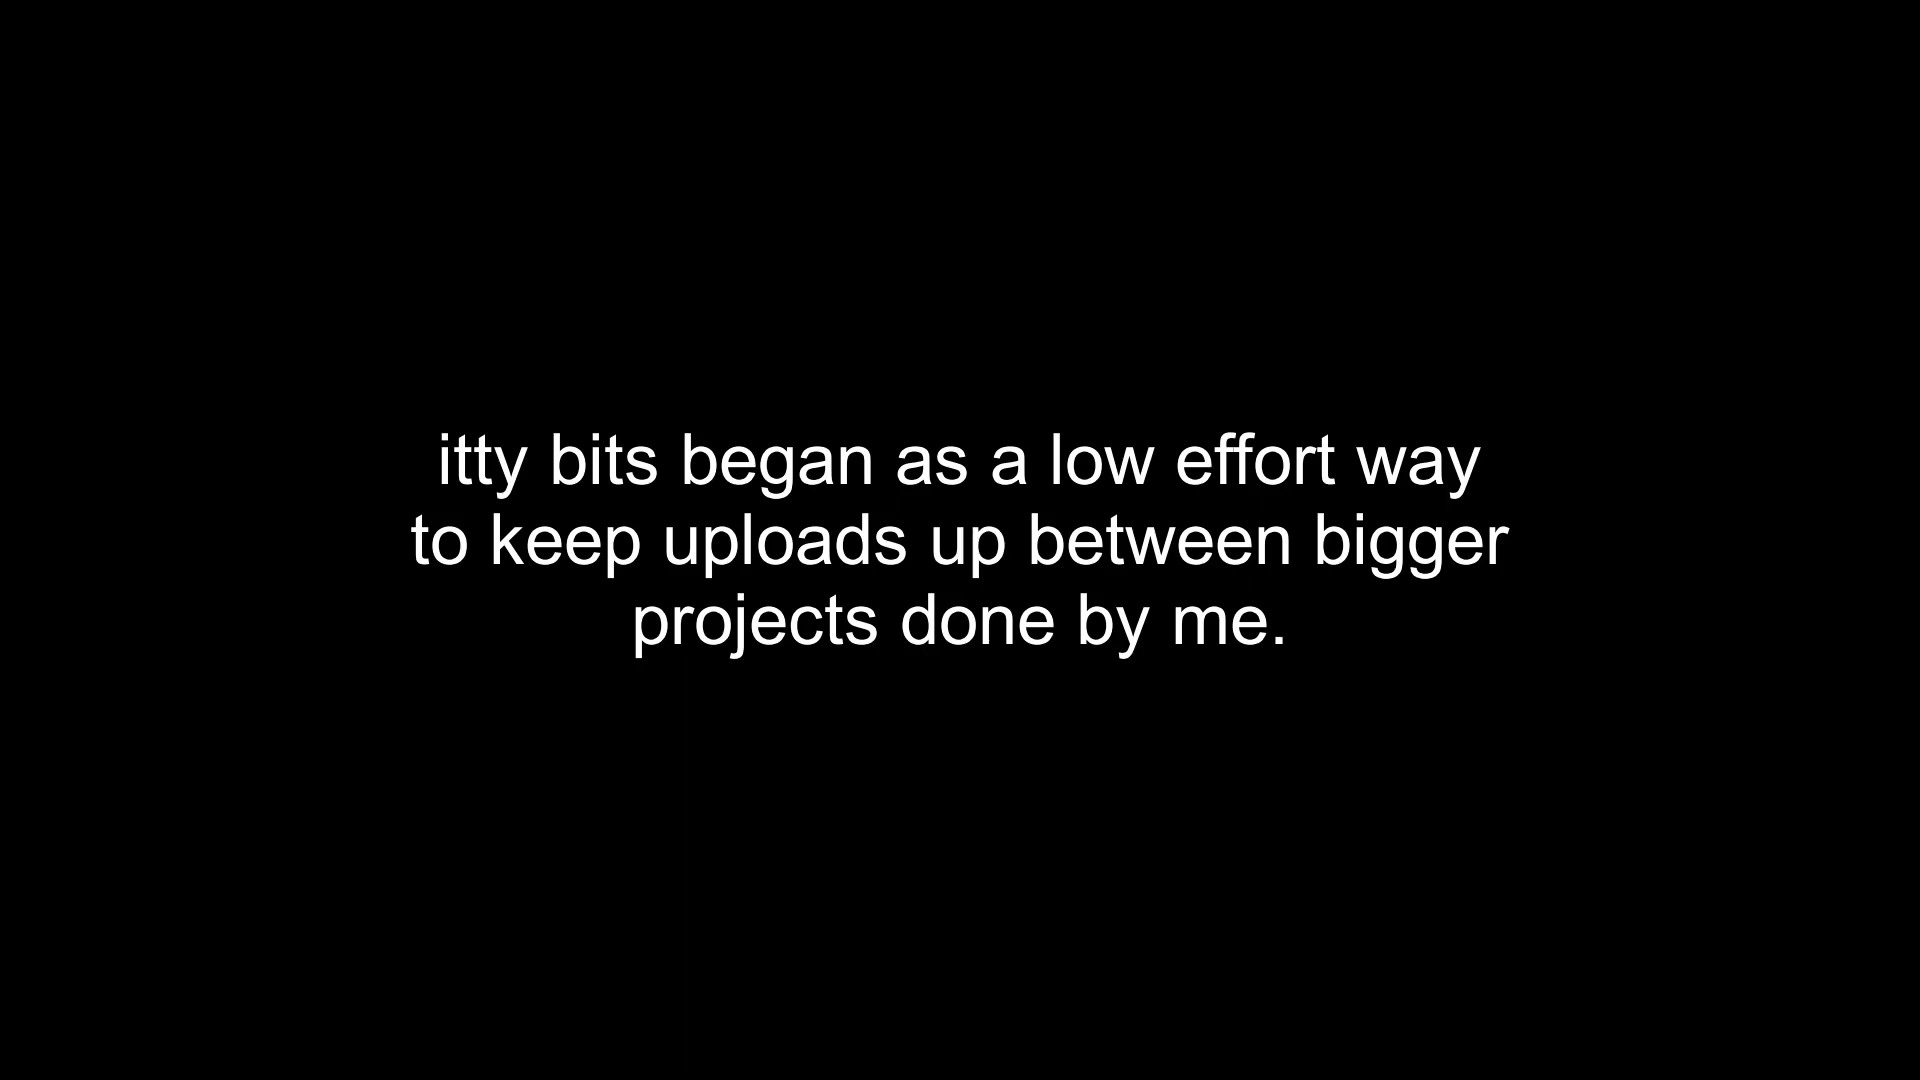 itty bits began as a low effort way
to keep uploads up between bigger
projects done by me.